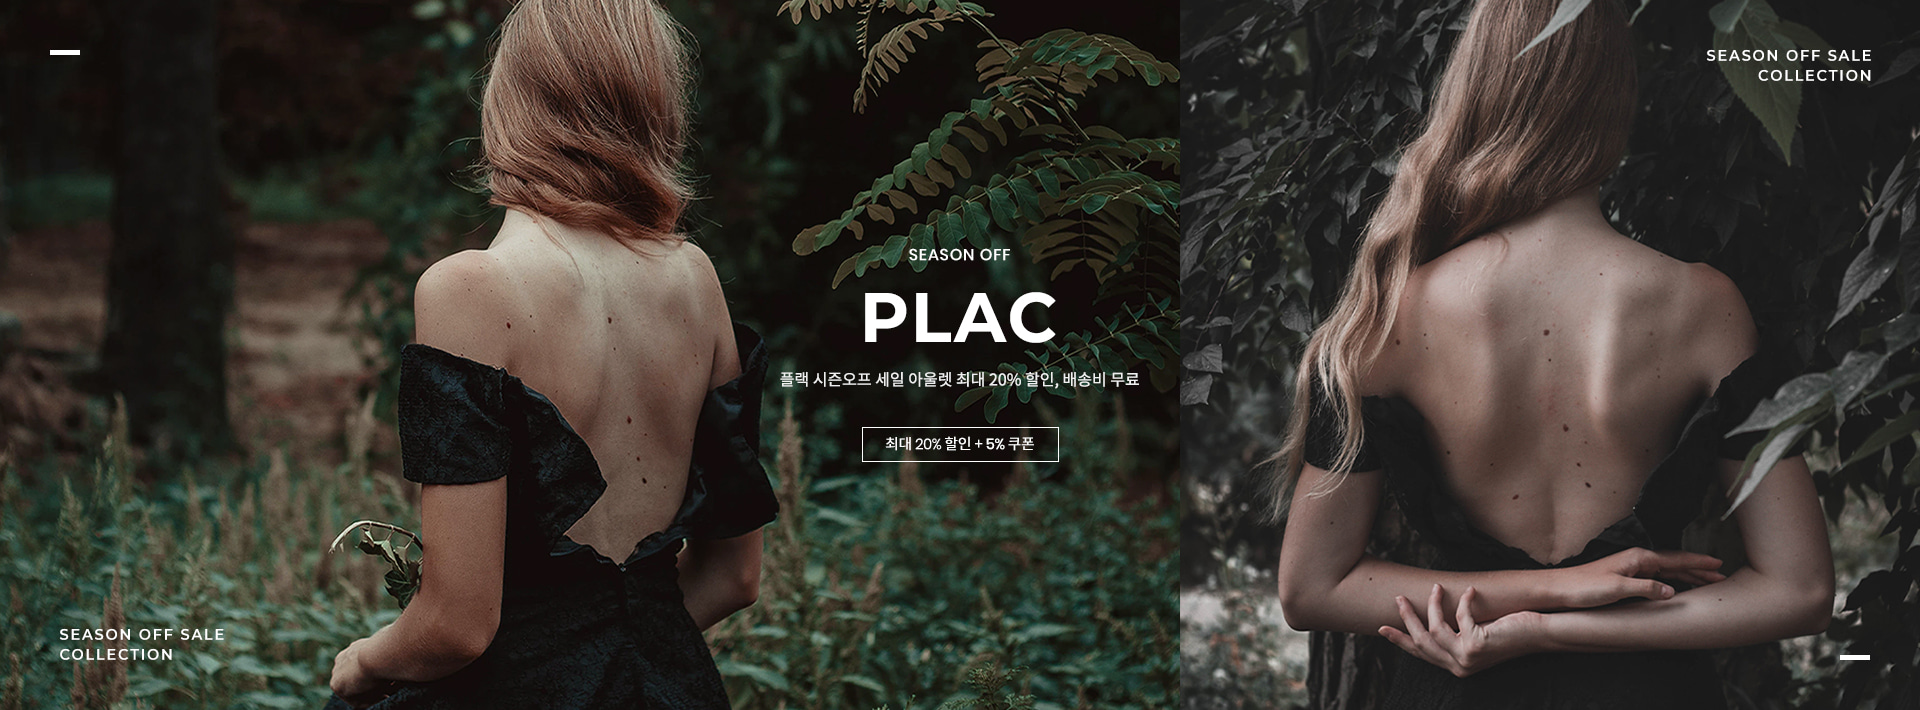 SEASON OFF
PLAC
플랙 시즌오프 세일 아울렛 최대 20% 할인, 배송비 무료
최대 20% 할인 + 5% 쿠폰
SEASON OFF SALE
COLLECTION
SEASON OFF SALE
COLLECTION